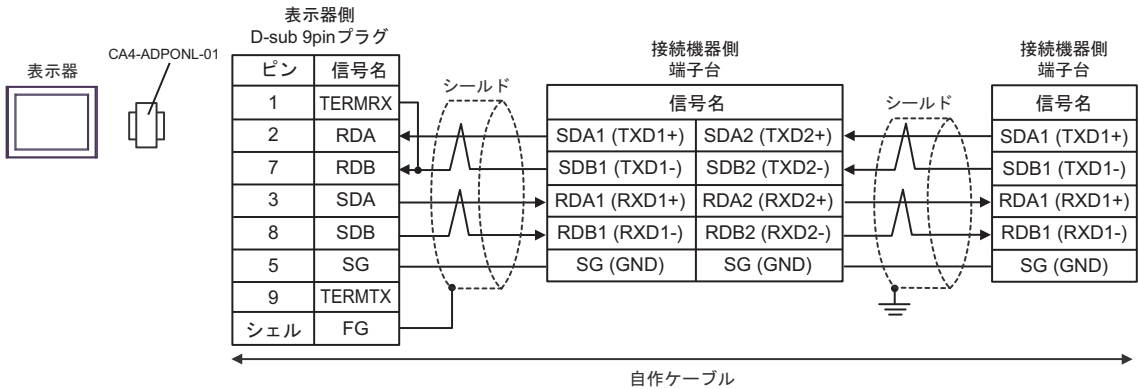 表示器
CA4-ADPONL-01
表示器側
D-sub 9pinプラグ
ピン 信号名
1 TERMRX
2 RDA
7 RDB
3 SDA
8 SDB
5 SG
9 TERMTX
シェル FG
シールド
接続機器側
端子台
信号名
SDA1 (TXD1+) SDA2 (TXD2+)
SDB1 (TXD1-) SDB2 (TXD2-)
RDA1 (RXD1+) RDA2 (RXD2+)
RDB1 (RXD1-) RDB2 (RXD2-)
SG (GND) SG (GND)
シールド
接続機器側
端子台
信号名
SDA1 (TXD1+)
SDB1 (TXD1-)
RDA1 (RXD1+)
RDB1 (RXD1-)
SG (GND)
自作ケーブル